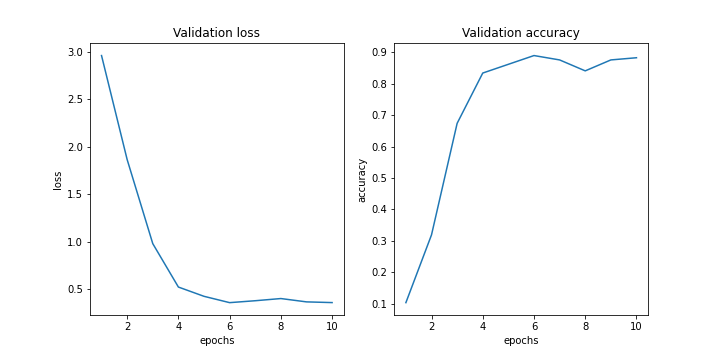 Validation loss
3.0
2.5
2.0
1.5
1.0
0.5
loss
2 4 6 8 10
epochs
Validation accuracy
0.9
0.8
0.7
0.6
0.5
0.4
0.3
0.2
0.1
accuracy
2 4 6 8 10
epochs